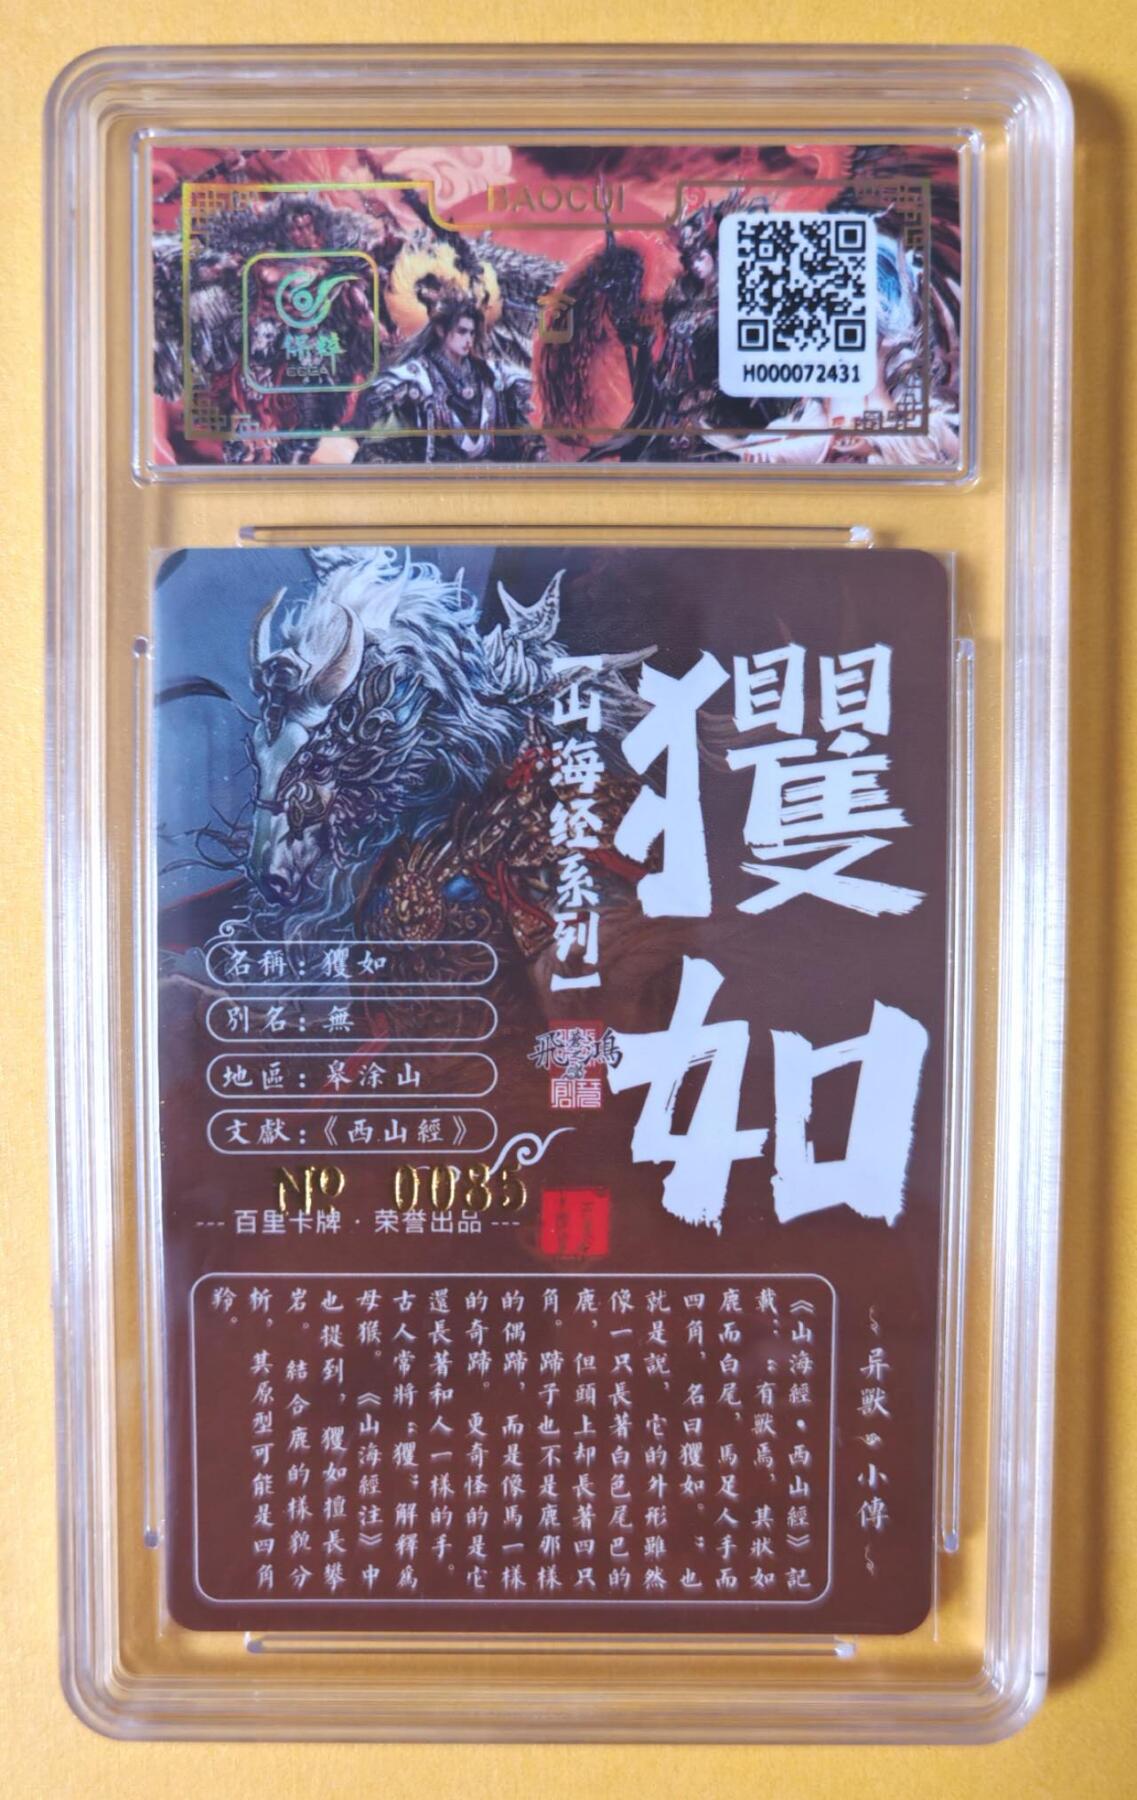 BAOCUI
保粹
H000072431
玃如
【山海经系列】
飛鴻
名稱：玃如
別名：無
地區：皋涂山
文獻：《西山經》
№ 0085
--- 百里卡牌 · 荣誉出品 ---
异獸 小傳
《山海經·西山經》記
載：“有獸焉，其狀如
鹿而白尾，馬足人手而
四角，名曰玃如。”也
就是說，它的外形雖然
像一只長著白色尾巴的
鹿，但頭上却長著四只
角。蹄子也不是鹿那樣
的偶蹄，而是像馬一樣
的奇蹄。更奇怪的是它
還長著和人一樣的手。
古人常將“玃”解釋爲
母猴。《山海經注》中
也提到，玃如擅長攀
岩。結合鹿的樣貌分
析，其原型可能是四角
羚。